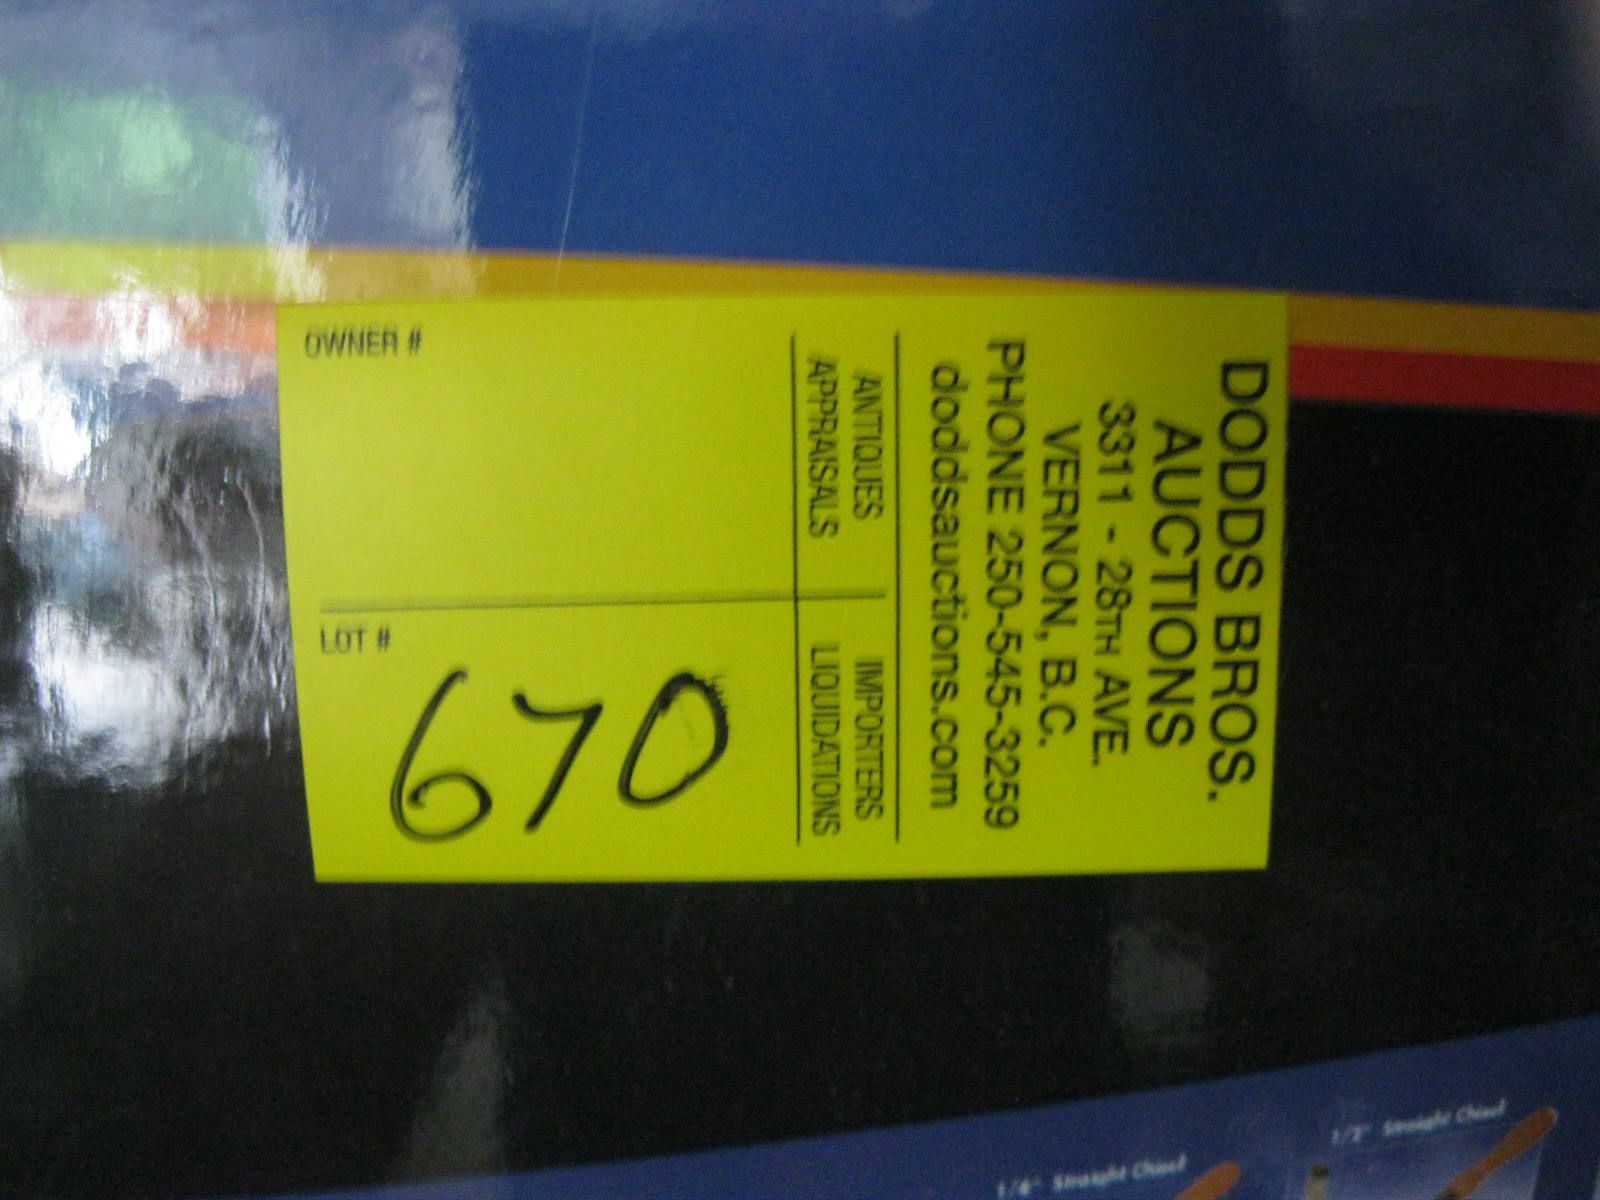 DODDS BROS.
AUCTIONS
3311 - 28TH AVE.
VERNON, B.C.
PHONE 250-545-3259
doddsauctions.com
ANTIQUES IMPORTERS
APPRAISALS LIQUIDATIONS
OWNER #
LOT #
670
1/4" Straight Chisel
1/2" Straight Chisel